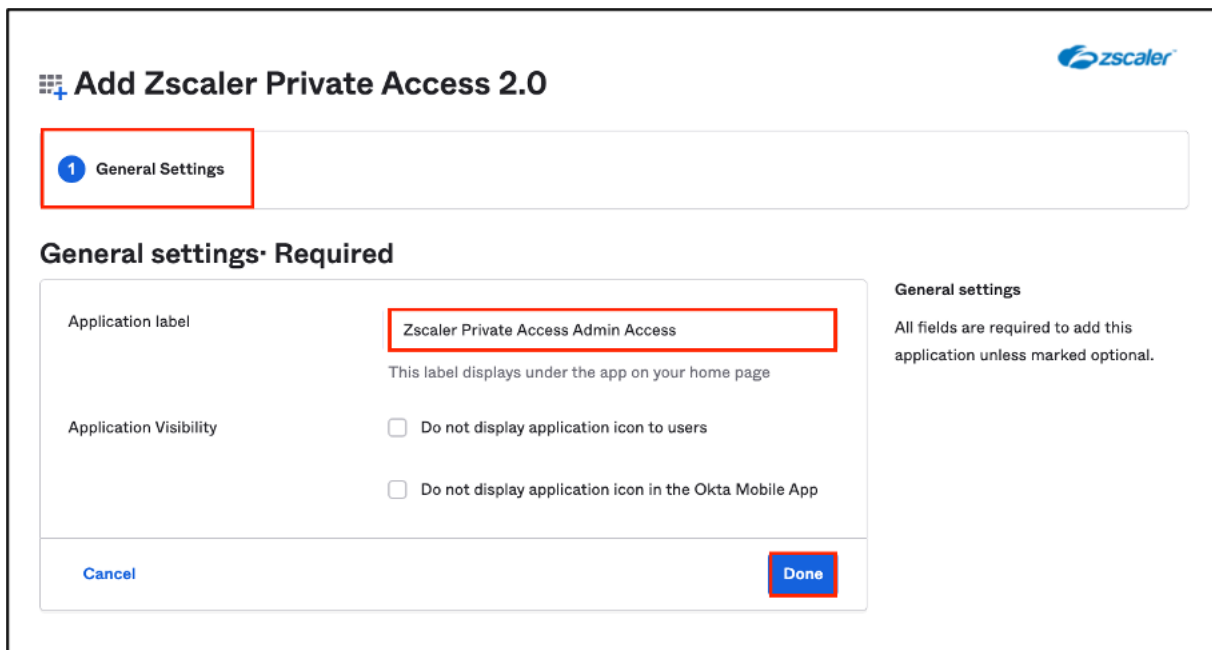 zscaler
Add Zscaler Private Access 2.0
1 General Settings
General settings· Required
Application label
Zscaler Private Access Admin Access
This label displays under the app on your home page
Application Visibility
Do not display application icon to users
Do not display application icon in the Okta Mobile App
Cancel
Done
General settings
All fields are required to add this
application unless marked optional.